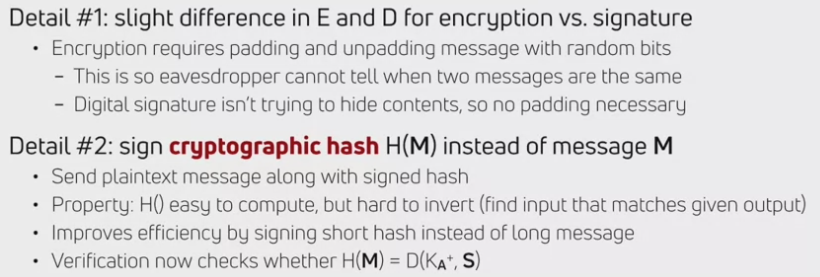 Detail #1: slight difference in E and D for encryption vs. signature
• Encryption requires padding and unpadding message with random bits
– This is so eavesdropper cannot tell when two messages are the same
– Digital signature isn't trying to hide contents, so no padding necessary
Detail #2: sign cryptographic hash H(M) instead of message M
• Send plaintext message along with signed hash
• Property: H() easy to compute, but hard to invert (find input that matches given output)
• Improves efficiency by signing short hash instead of long message
• Verification now checks whether H(M) = D(K_A⁺, S)